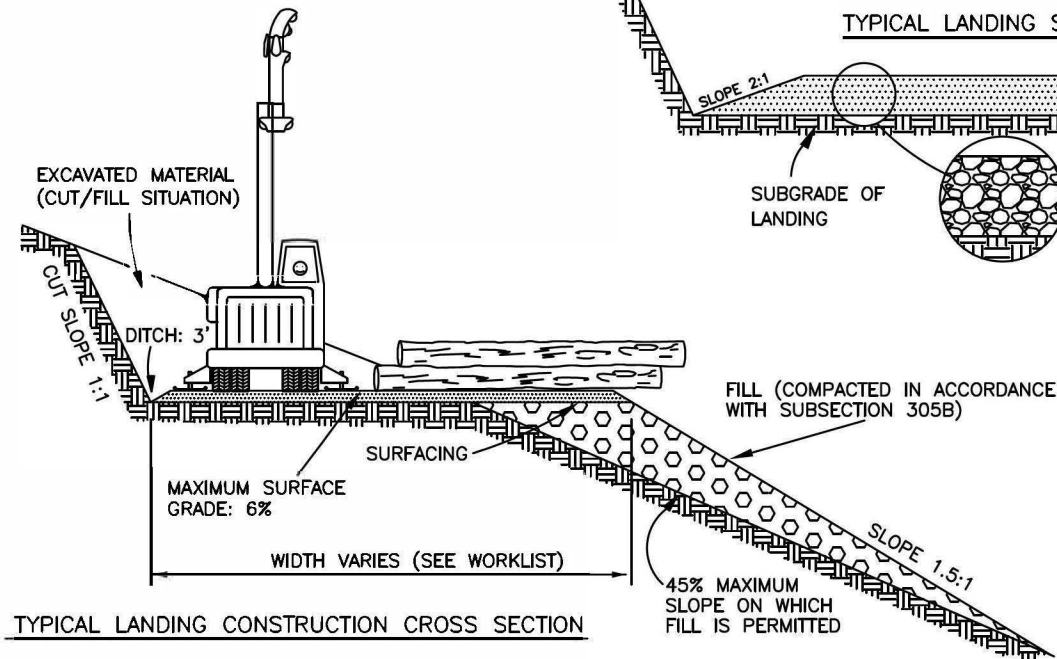 TYPICAL LANDING S
SLOPE 2:1
SUBGRADE OF
LANDING
EXCAVATED MATERIAL
(CUT/FILL SITUATION)
CUT SLOPE 1:1
DITCH: 3'
FILL (COMPACTED IN ACCORDANCE
WITH SUBSECTION 305B)
SURFACING
MAXIMUM SURFACE
GRADE: 6%
SLOPE 1.5:1
WIDTH VARIES (SEE WORKLIST)
45% MAXIMUM
SLOPE ON WHICH
FILL IS PERMITTED
TYPICAL LANDING CONSTRUCTION CROSS SECTION